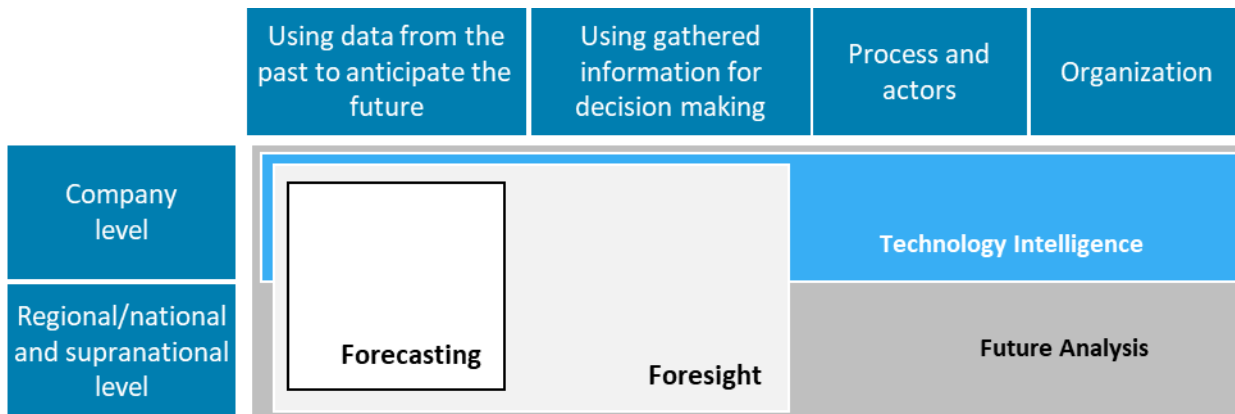 Using data from the
past to anticipate the
future
Using gathered
information for
decision making
Process and
actors
Organization
Company
level
Technology Intelligence
Regional/national
and supranational
level
Forecasting
Foresight
Future Analysis